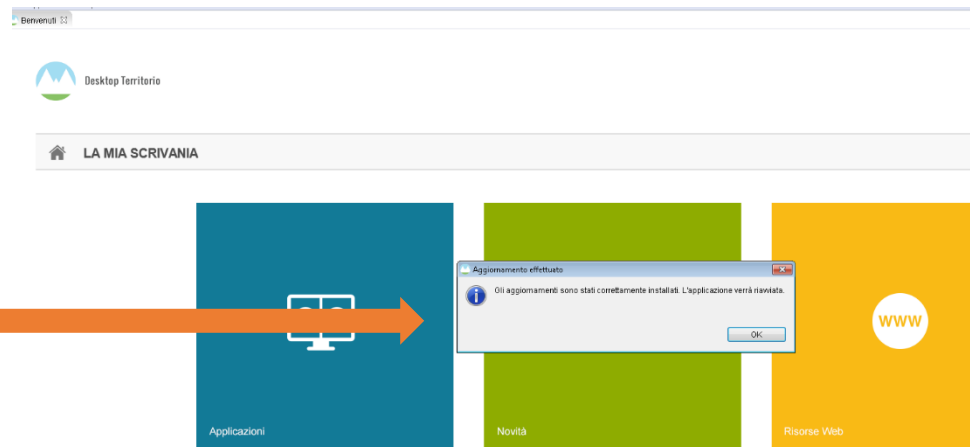 Benvenuti
Desktop Territorio
LA MIA SCRIVANIA
Aggiornamento effettuato
Gli aggiornamenti sono stati correttamente installati. L'applicazione verrà riavviata.
OK
www
Applicazioni
Novità
Risorse Web